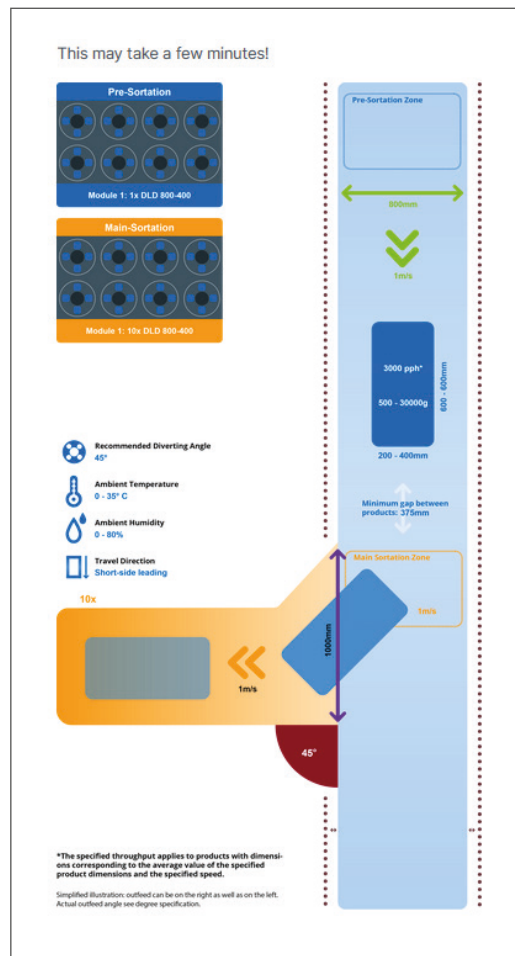 This may take a few minutes!
Pre-Sortation
Module 1: 1x DLD 800-400
Main-Sortation
Module 1: 10x DLD 800-400
Pre-Sortation Zone
800mm
1m/s
3000 pph*
500 - 30000g
600 - 600mm
200 - 400mm
Minimum gap between
products: 375mm
Recommended Diverting Angle
45°
Ambient Temperature
0 - 35° C
Ambient Humidity
0 - 80%
Travel Direction
Short-side leading
Main Sortation Zone
1m/s
10x
1000mm
1m/s
45°
*The specified throughput applies to products with dimensi-
ons corresponding to the average value of the specified
product dimensions and the specified speed.
Simplified illustration: outfeed can be on the right as well as on the left.
Actual outfeed angle see degree specification.